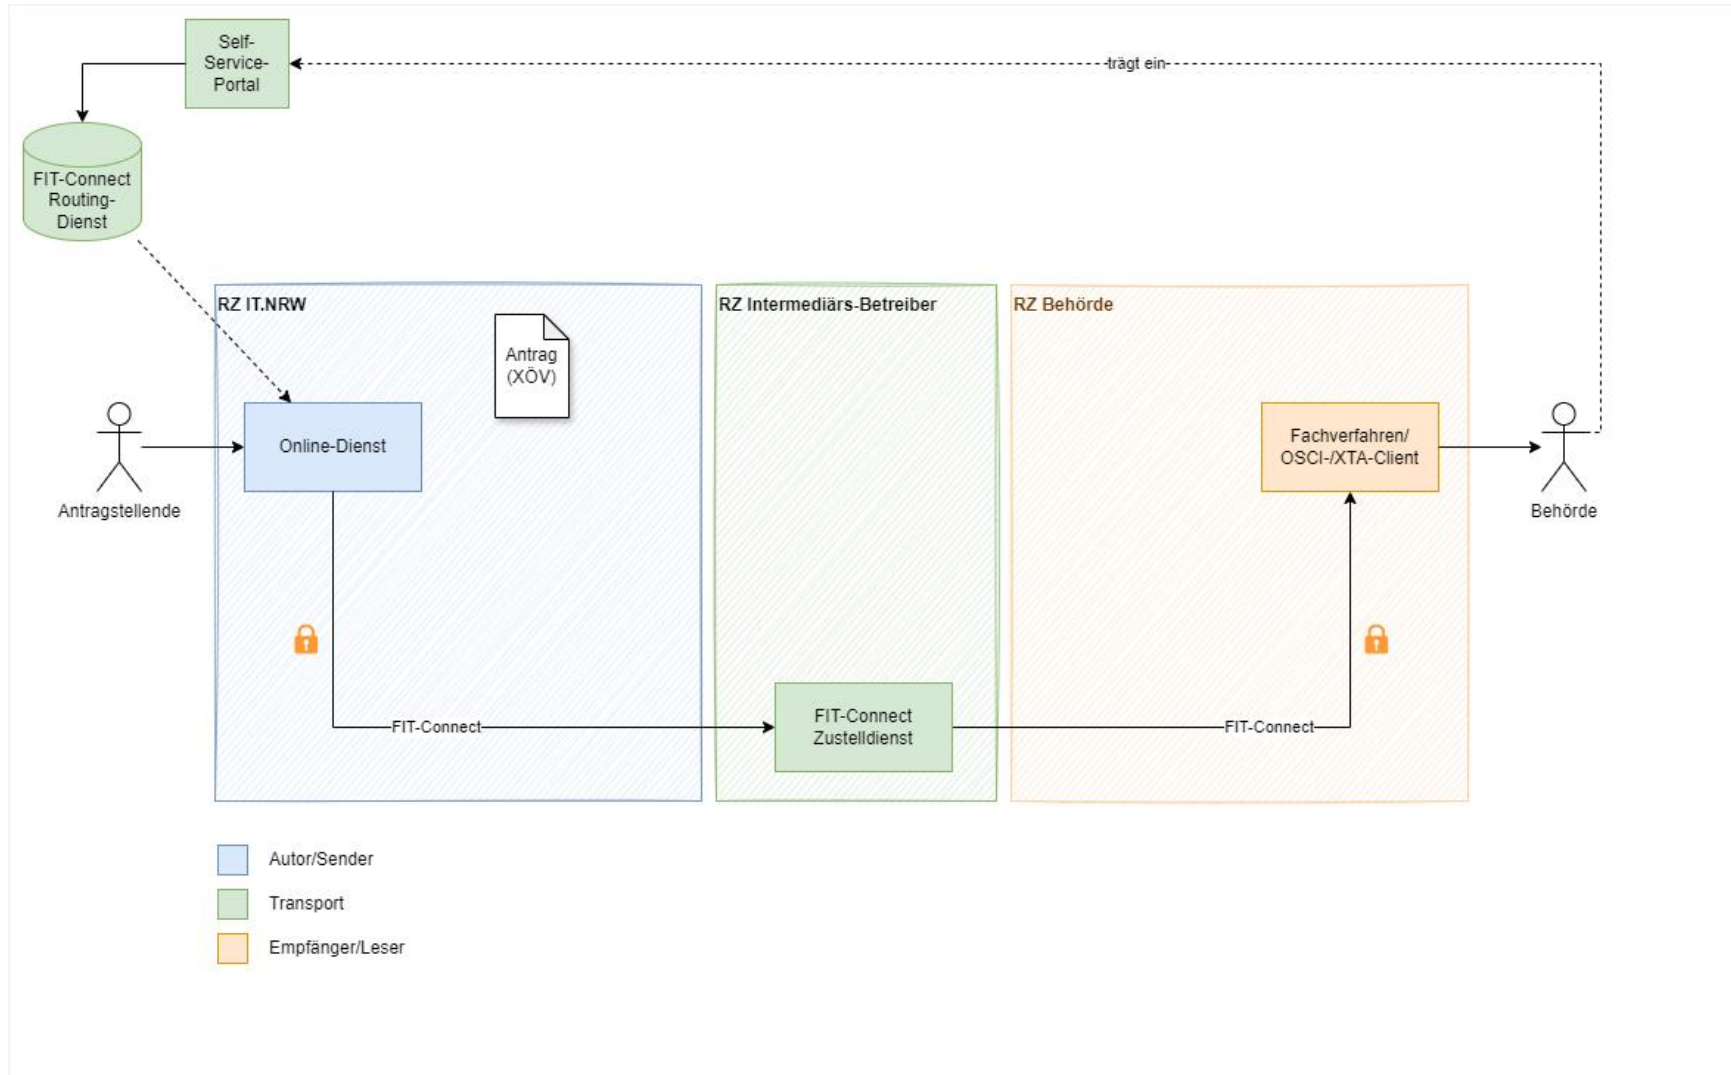 Self-
Service-
Portal
trägt ein
FIT-Connect
Routing-
Dienst
RZ IT.NRW
RZ Intermediärs-Betreiber
RZ Behörde
Antrag
(XÖV)
Online-Dienst
Fachverfahren/
OSCI-/XTA-Client
Antragstellende
Behörde
FIT-Connect
FIT-Connect
Zustelldienst
FIT-Connect
Autor/Sender
Transport
Empfänger/Leser